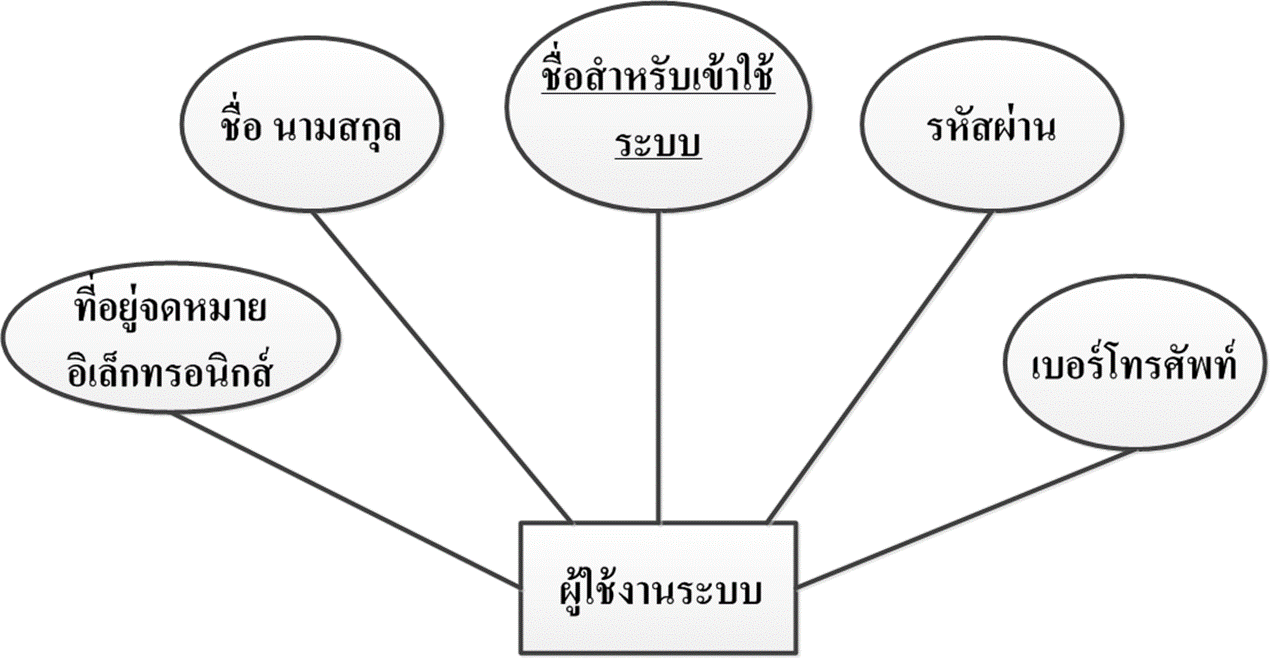 ชื่อ นามสกุล
ชื่อสำหรับเข้าใช้
ระบบ
รหัสผ่าน
ที่อยู่จดหมาย
อิเล็กทรอนิกส์
เบอร์โทรศัพท์
ผู้ใช้งานระบบ